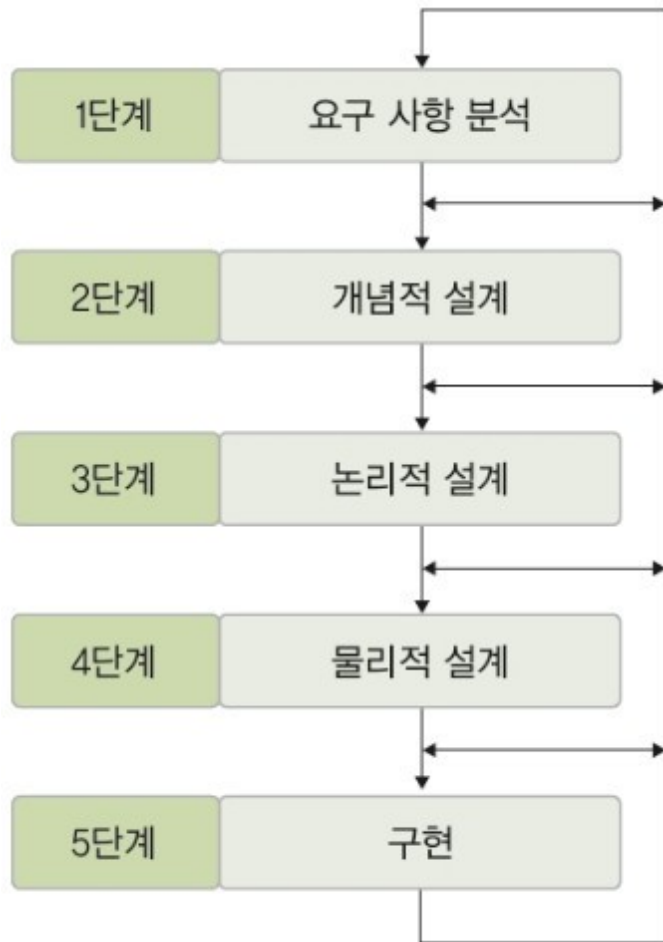 1단계 요구 사항 분석
2단계 개념적 설계
3단계 논리적 설계
4단계 물리적 설계
5단계 구현